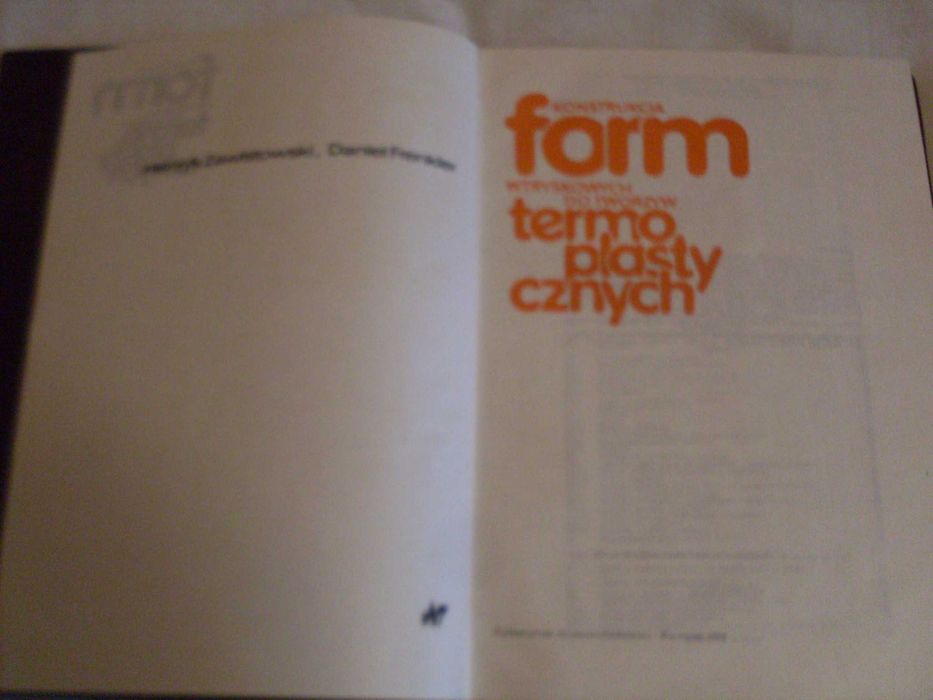 Henryk Zawistowski, Daniel Frenkler
KONSTRUKCJA
form
WTRYSKOWYCH
DO TWORZYW
termo
plasty
cznych